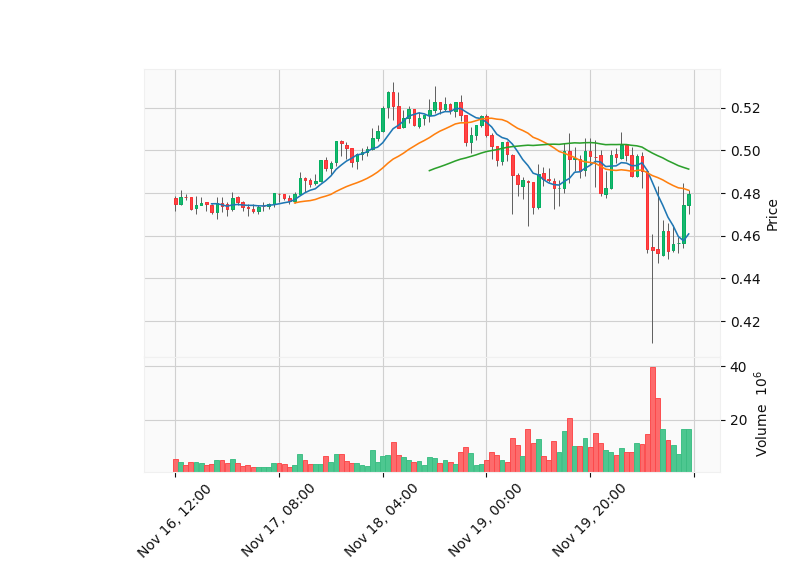 0.52
0.50
0.48
0.46
0.44
0.42
Price
40
20
Volume 10^6
Nov 16, 12:00
Nov 17, 08:00
Nov 18, 04:00
Nov 19, 00:00
Nov 19, 20:00